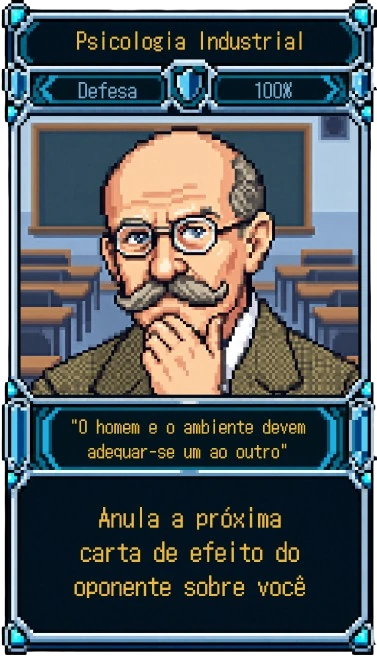 Psicologia Industrial
Defesa
100%
"O homem e o ambiente devem
adequar-se um ao outro"
Anula a próxima
carta de efeito do
oponente sobre você